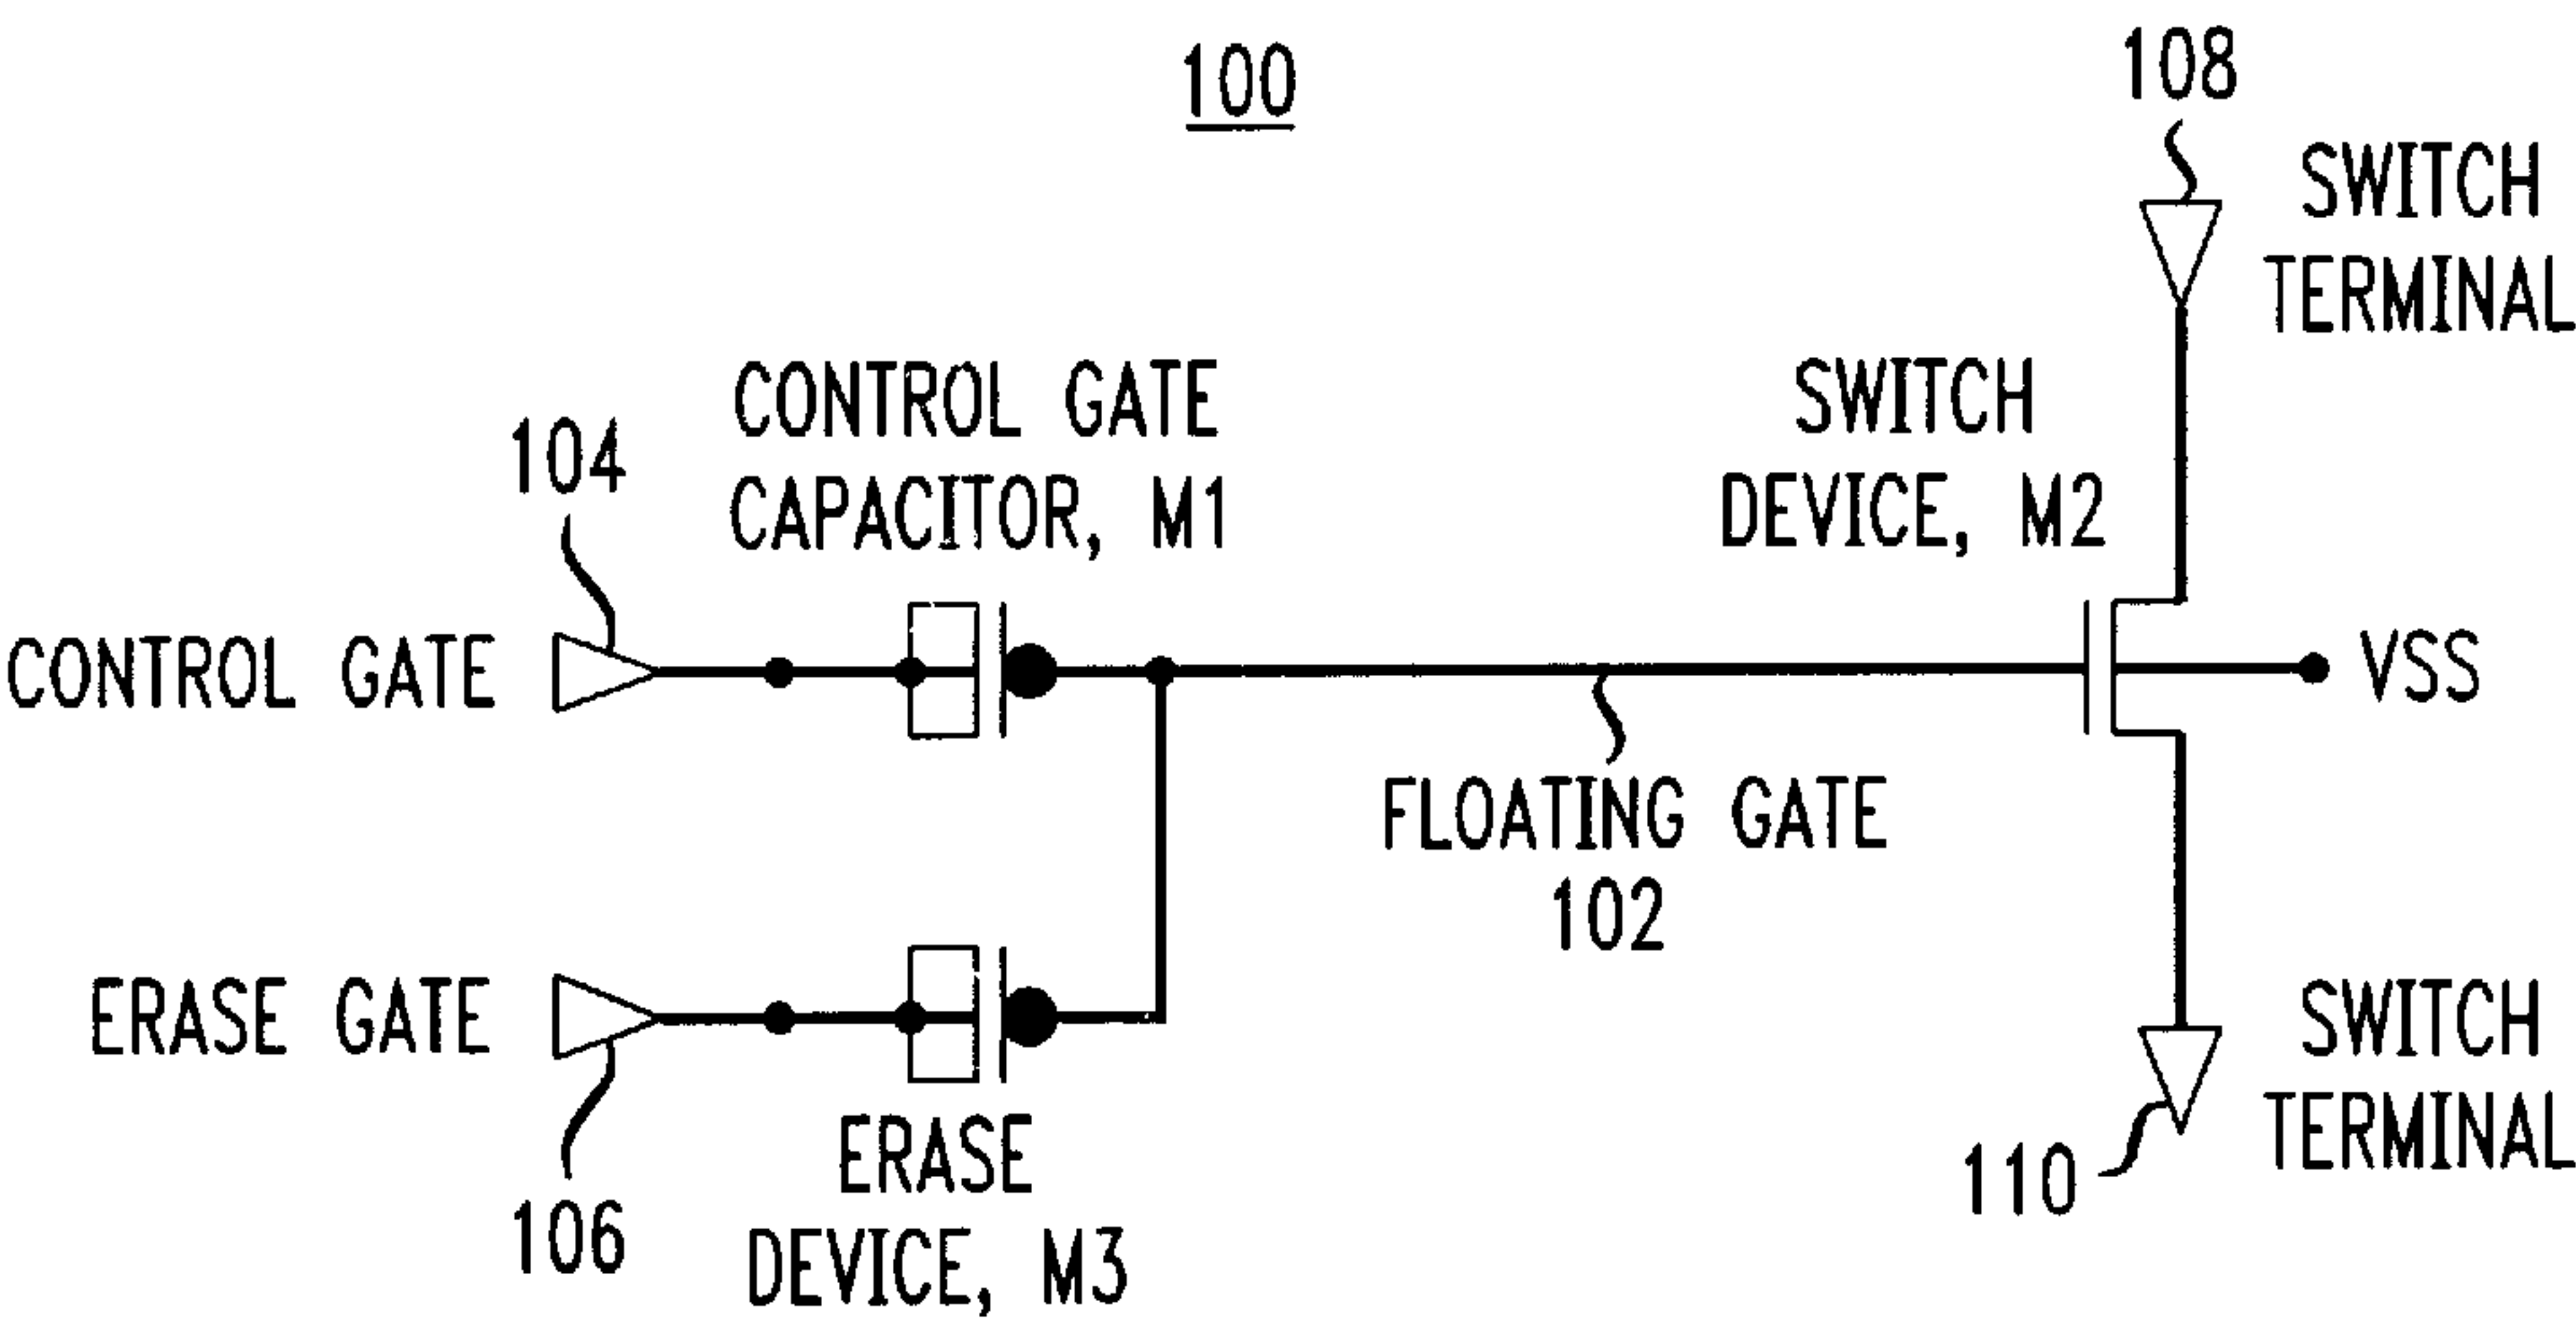 100
108
SWITCH
TERMINAL
CONTROL GATE
CAPACITOR, M1
SWITCH
DEVICE, M2
104
CONTROL GATE
VSS
FLOATING GATE
102
ERASE GATE
106
ERASE
DEVICE, M3
SWITCH
TERMINAL
110